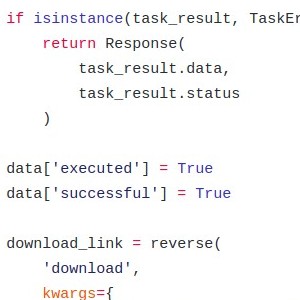 if isinstance(task_result, TaskEr
return Response(
task_result.data,
task_result.status
)
data['executed'] = True
data['successful'] = True
download_link = reverse(
'download',
kwargs={